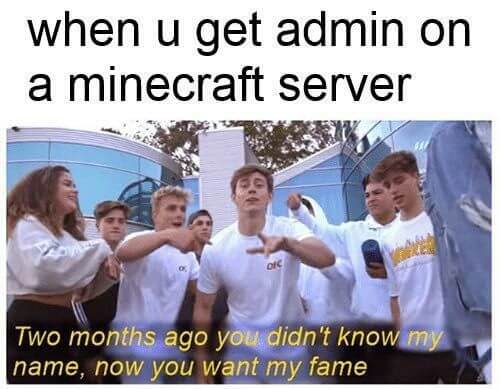 when u get admin on
a minecraft server
Two months ago you didn't know my
name, now you want my fame